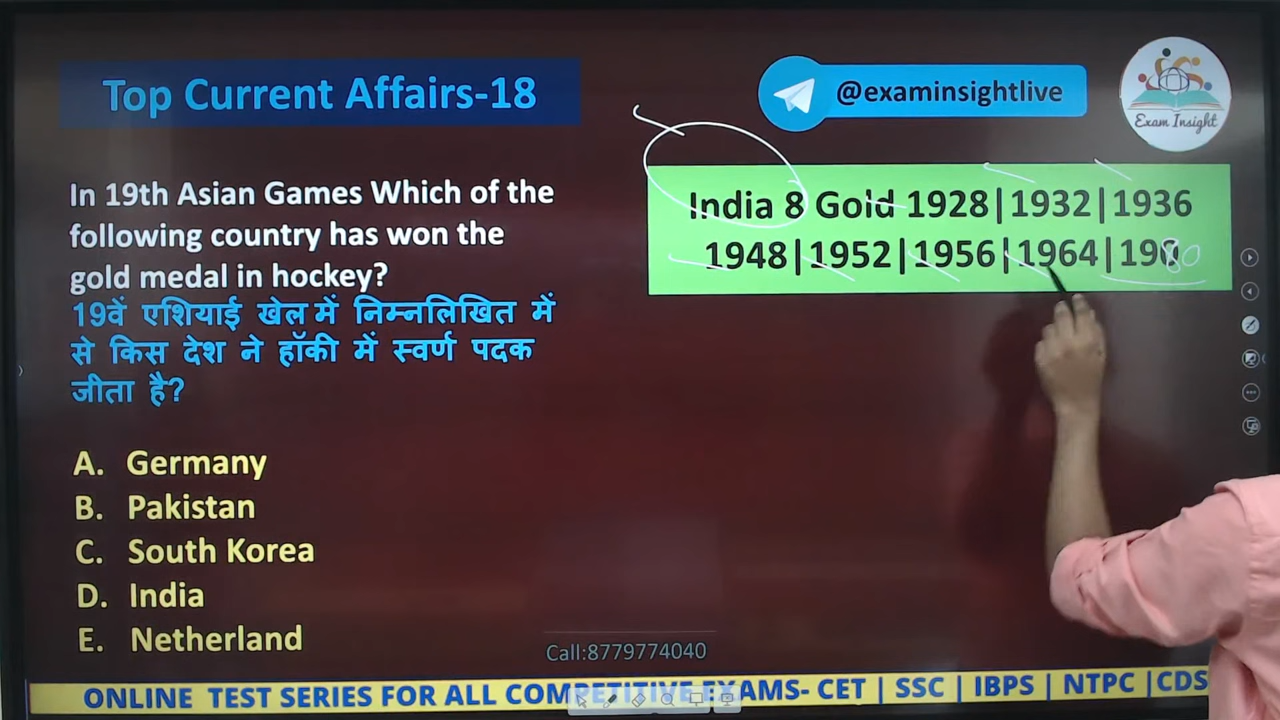 Top Current Affairs-18
@examinsightlive
Exam Insight
In 19th Asian Games Which of the
following country has won the
gold medal in hockey?
19वें एशियाई खेल में निम्नलिखित में
से किस देश ने हॉकी में स्वर्ण पदक
जीता है?
A. Germany
B. Pakistan
C. South Korea
D. India
E. Netherland
India 8 Gold 1928|1932|1936
1948|1952|1956|1964|190
80
Call:8779774040
ONLINE TEST SERIES FOR ALL COMPETITIVE EXAMS- CET | SSC | IBPS | NTPC |CDS